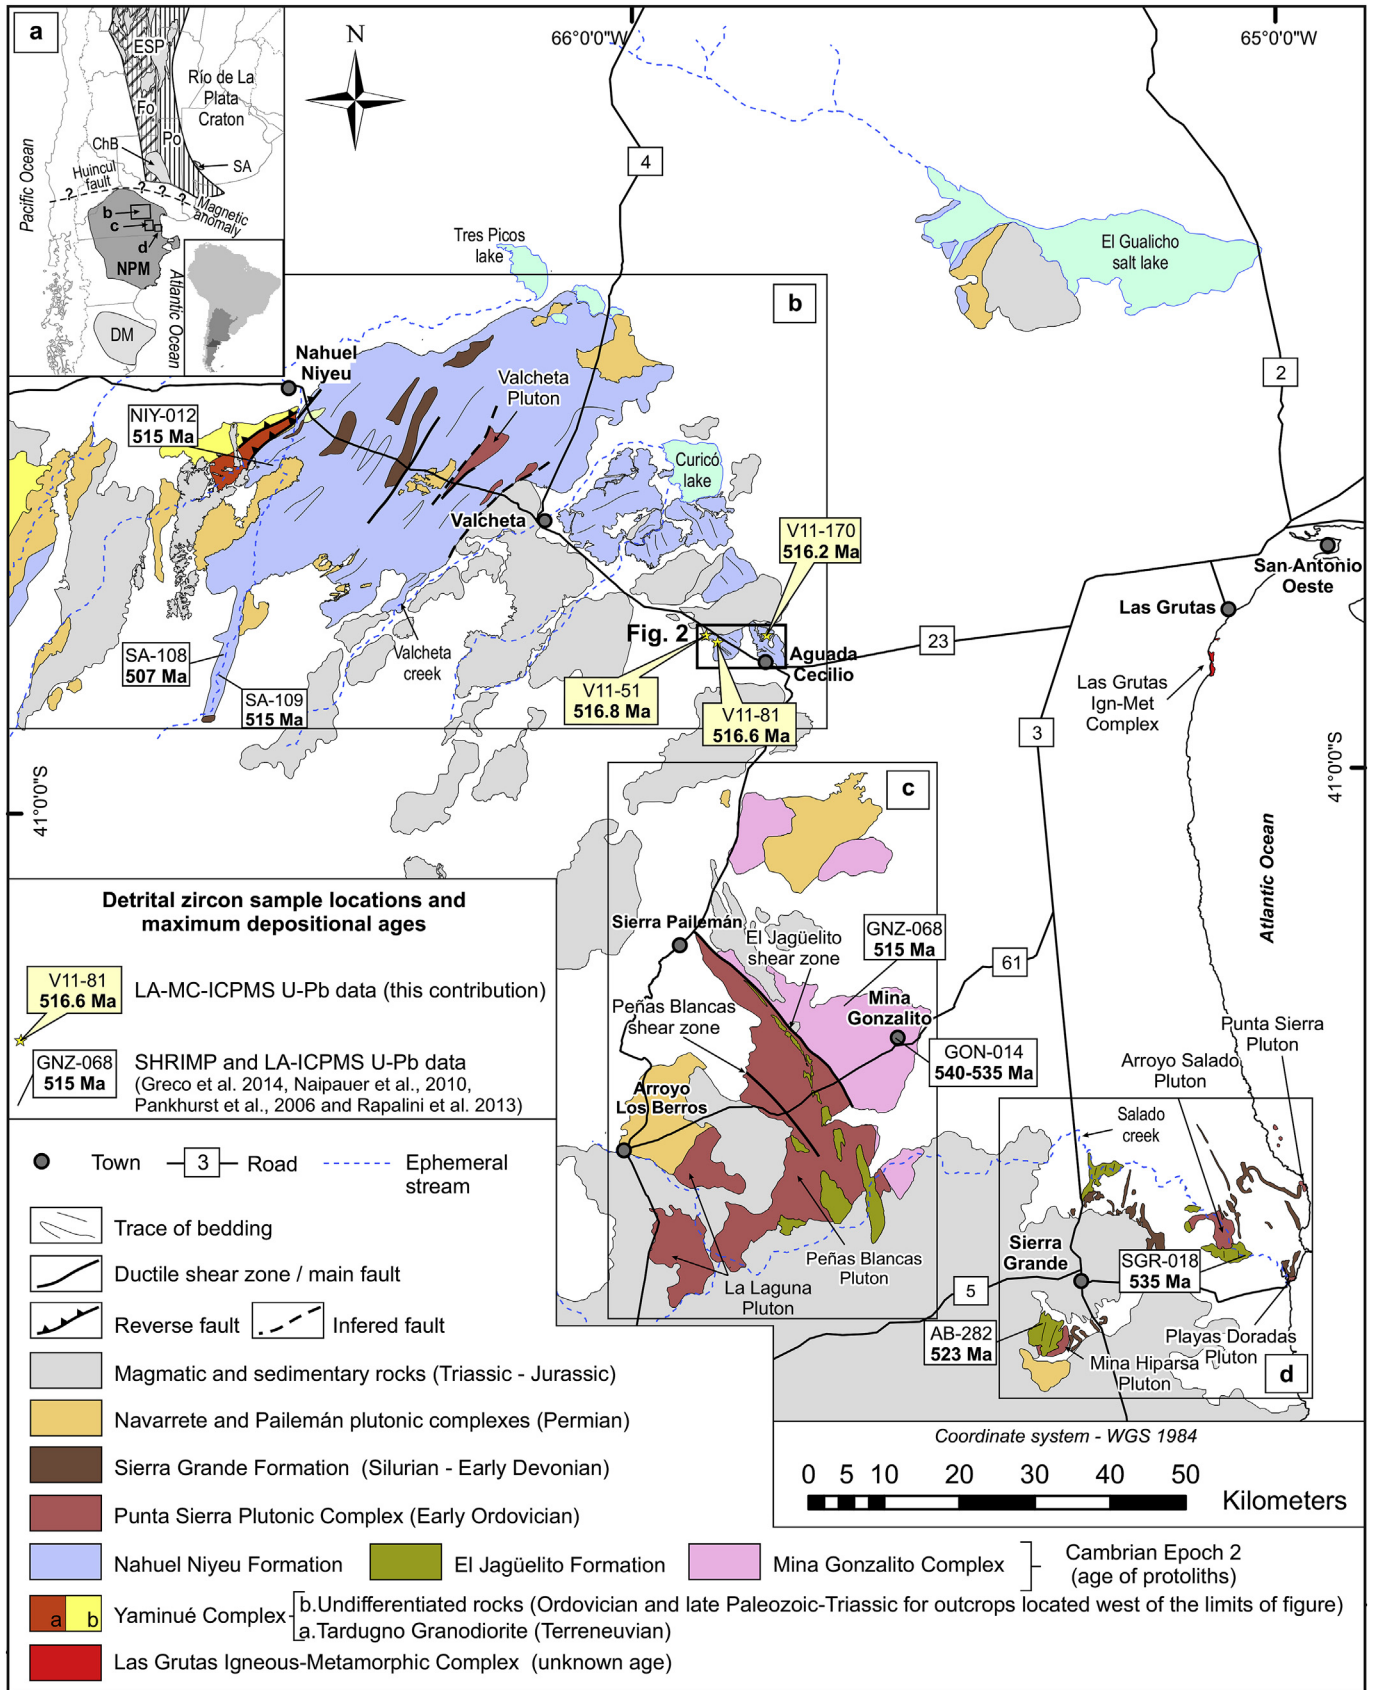 a
ESP
Río de La
Plata
Craton
Fo
Po
ChB
SA
Huincul
fault
Pacific Ocean
?
?
?
?
Magnetic
anomaly
b
c
d
NPM
DM
Atlantic Ocean
N
66°0'0"W
65°0'0"W
4
Tres Picos
lake
El Gualicho
salt lake
b
2
Nahuel
Niyeu
Valcheta
Pluton
NIY-012
515 Ma
Curicó
lake
Valcheta
V11-170
516.2 Ma
San Antonio
Oeste
Las Grutas
Fig. 2
23
Aguada
Cecilio
Valcheta
creek
SA-108
507 Ma
SA-109
515 Ma
V11-51
516.8 Ma
V11-81
516.6 Ma
Las Grutas
Ign-Met
Complex
3
41°0'0"S
41°0'0"S
c
Atlantic Ocean
Sierra Pailemán
El Jagüelito
shear zone
GNZ-068
515 Ma
61
Peñas Blancas
shear zone
Mina
Gonzalito
GON-014
540-535 Ma
Arroyo
Los Berros
Punta Sierra
Pluton
Arroyo Salado
Pluton
Salado
creek
Peñas Blancas
Pluton
La Laguna
Pluton
Sierra
Grande
SGR-018
535 Ma
5
AB-282
523 Ma
Mina Hiparsa
Pluton
Playas Doradas
Pluton
d
Detrital zircon sample locations and
maximum depositional ages
V11-81
516.6 Ma
LA-MC-ICPMS U-Pb data (this contribution)
GNZ-068
515 Ma
SHRIMP and LA-ICPMS U-Pb data
(Greco et al. 2014, Naipauer et al., 2010,
Pankhurst et al., 2006 and Rapalini et al. 2013)
Town
3
Road
Ephemeral
stream
Trace of bedding
Ductile shear zone / main fault
Reverse fault
Infered fault
Magmatic and sedimentary rocks (Triassic - Jurassic)
Navarrete and Pailemán plutonic complexes (Permian)
Sierra Grande Formation (Silurian - Early Devonian)
Punta Sierra Plutonic Complex (Early Ordovician)
Nahuel Niyeu Formation
El Jagüelito Formation
Mina Gonzalito Complex
Cambrian Epoch 2
(age of protoliths)
a
b
Yaminué Complex
b.Undifferentiated rocks (Ordovician and late Paleozoic-Triassic for outcrops located west of the limits of figure)
a.Tardugno Granodiorite (Terreneuvian)
Las Grutas Igneous-Metamorphic Complex (unknown age)
Coordinate system - WGS 1984
0 5 10 20 30 40 50
Kilometers